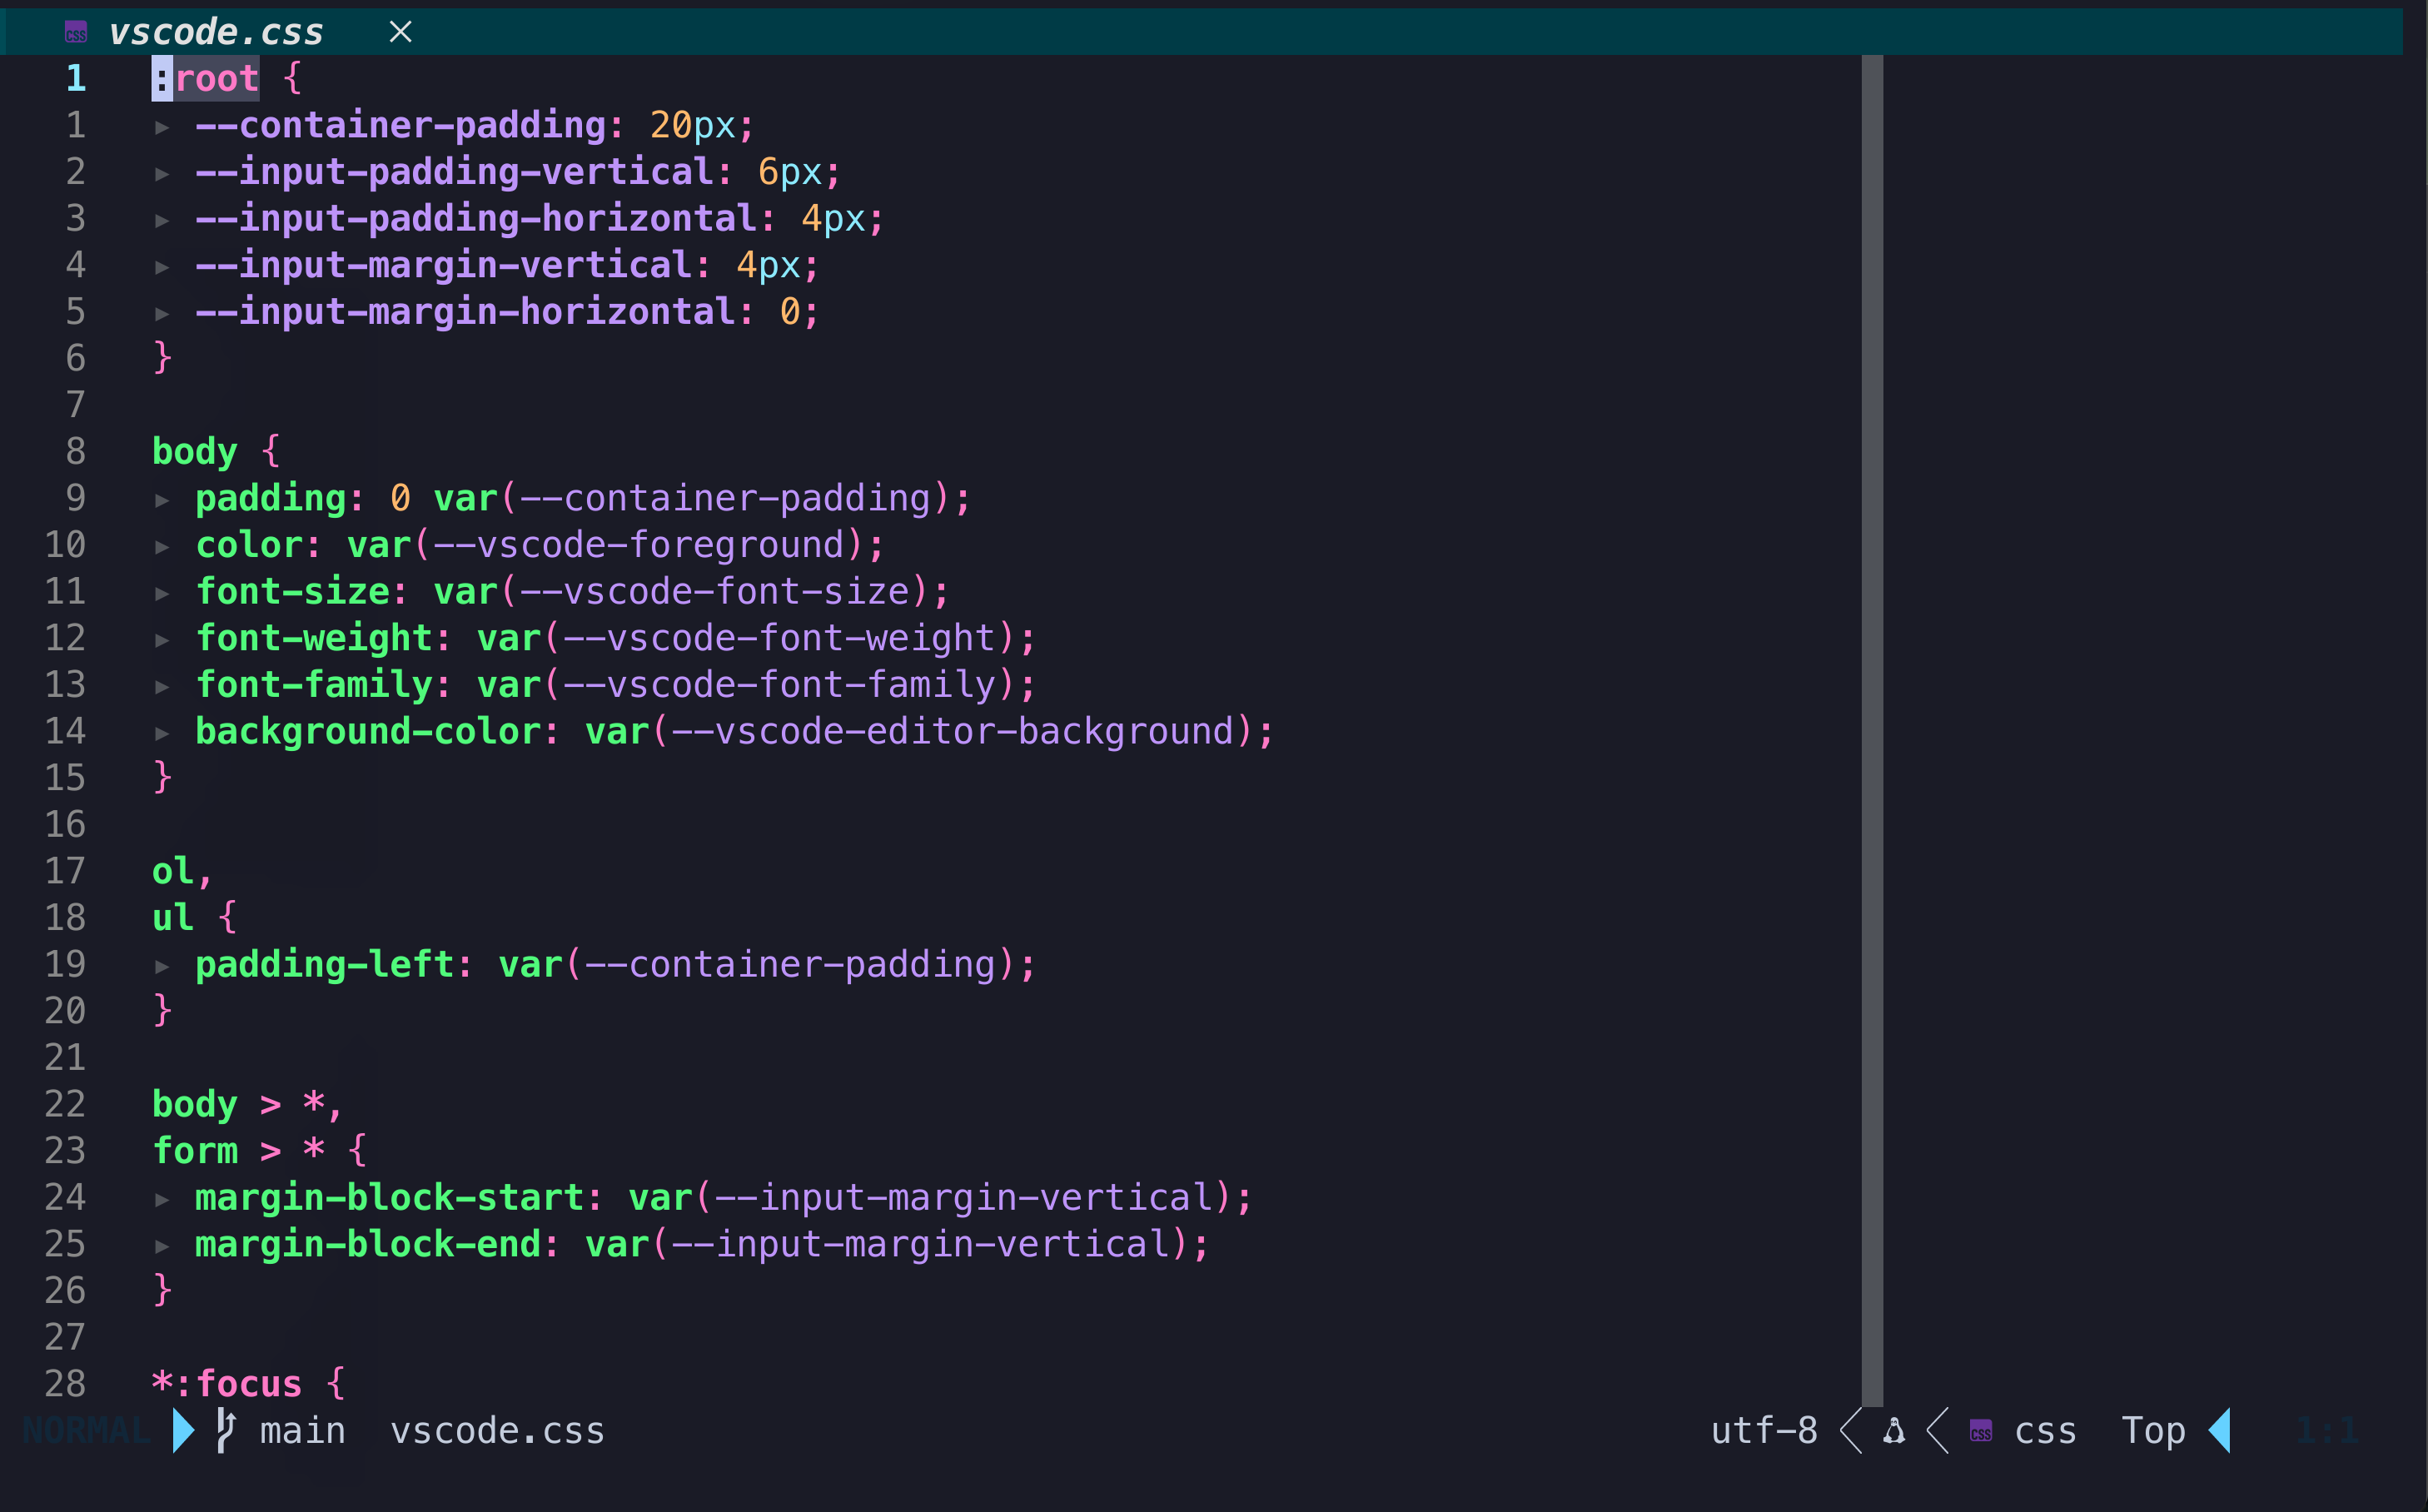 css vscode.css ×
1 :root {
1 ▸ --container-padding: 20px;
2 ▸ --input-padding-vertical: 6px;
3 ▸ --input-padding-horizontal: 4px;
4 ▸ --input-margin-vertical: 4px;
5 ▸ --input-margin-horizontal: 0;
6 }
7
8 body {
9 ▸ padding: 0 var(--container-padding);
10 ▸ color: var(--vscode-foreground);
11 ▸ font-size: var(--vscode-font-size);
12 ▸ font-weight: var(--vscode-font-weight);
13 ▸ font-family: var(--vscode-font-family);
14 ▸ background-color: var(--vscode-editor-background);
15 }
16
17 ol,
18 ul {
19 ▸ padding-left: var(--container-padding);
20 }
21
22 body > *,
23 form > * {
24 ▸ margin-block-start: var(--input-margin-vertical);
25 ▸ margin-block-end: var(--input-margin-vertical);
26 }
27
28 *:focus {
NORMAL main vscode.css utf-8 css css Top 1:1